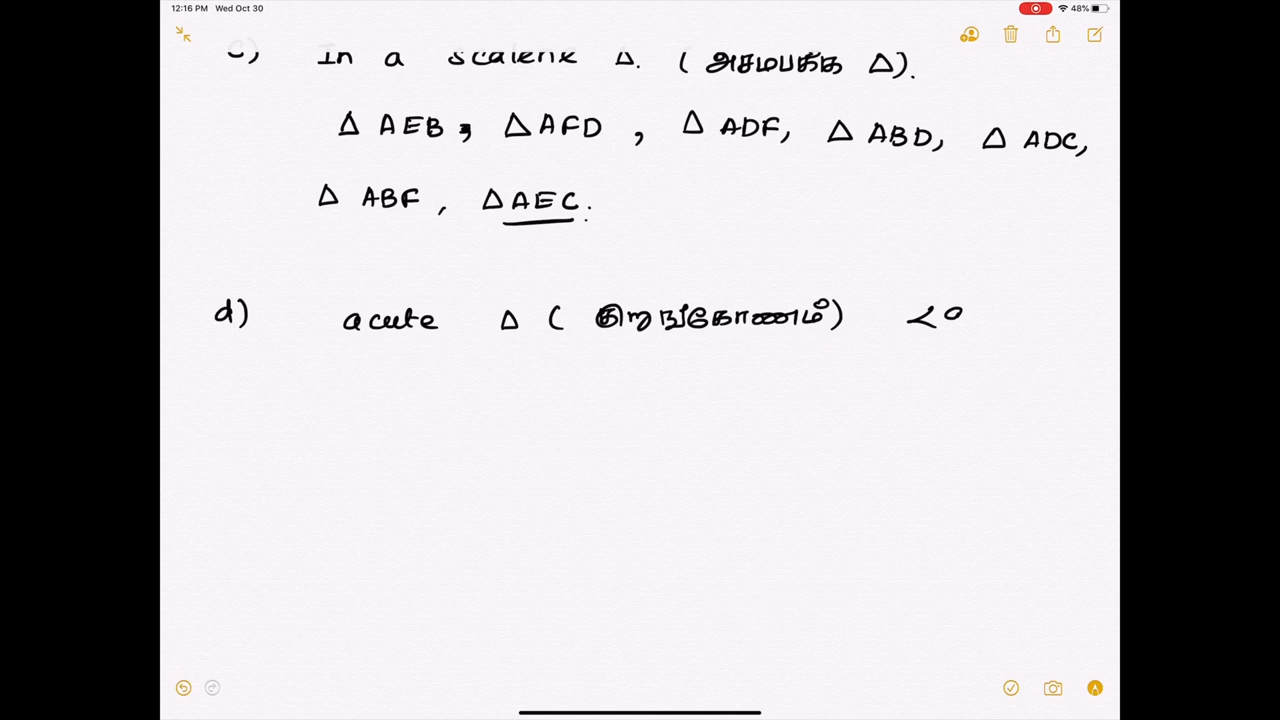 12:16 PM Wed Oct 30 48%
c) In a scalene Δ. ( அசமபக்க Δ).
Δ AEB, Δ AFD , Δ ADF, Δ ABD, Δ ADC,
Δ ABF, Δ AEC.
d) acute Δ ( குறுங்கோணம்) <0